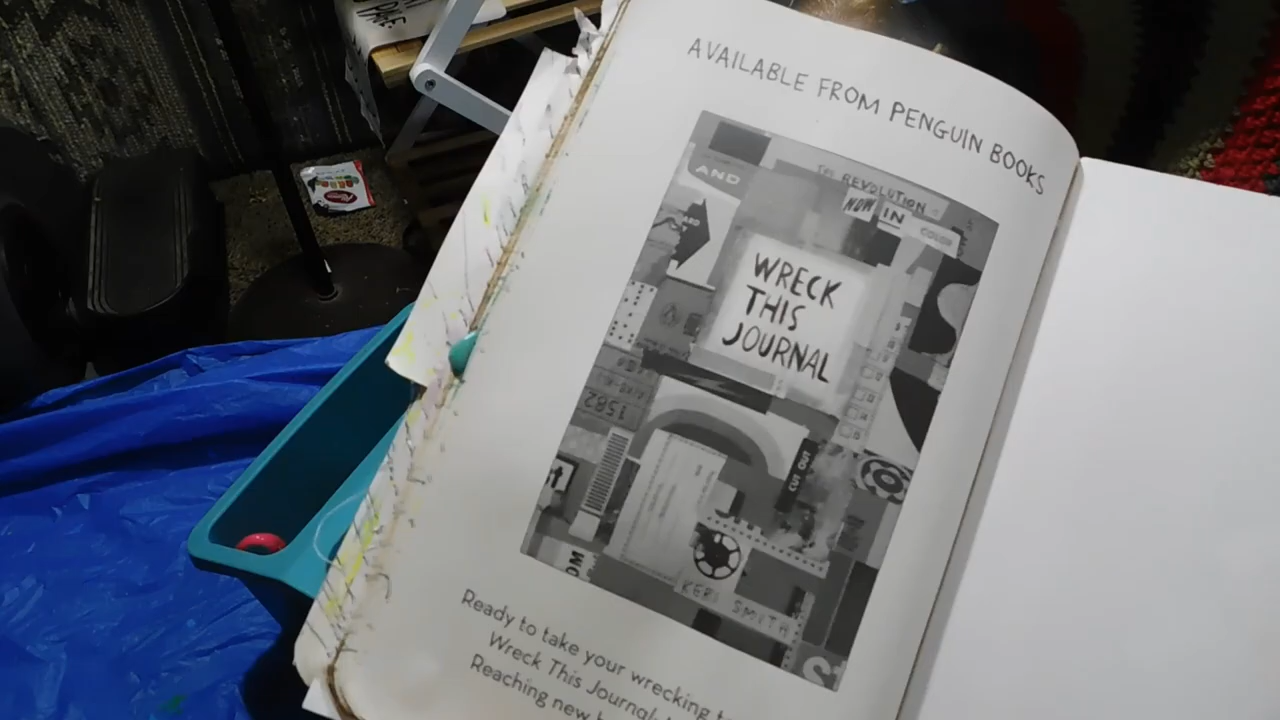 AVAILABLE FROM PENGUIN BOOKS
AND
THE REVOLUTION
NOW IN
COLOR
WRECK
THIS
JOURNAL
1582
CUT OUT
KERI SMITH
Ready to take your wrecking
Wreck This Journal
Reaching new